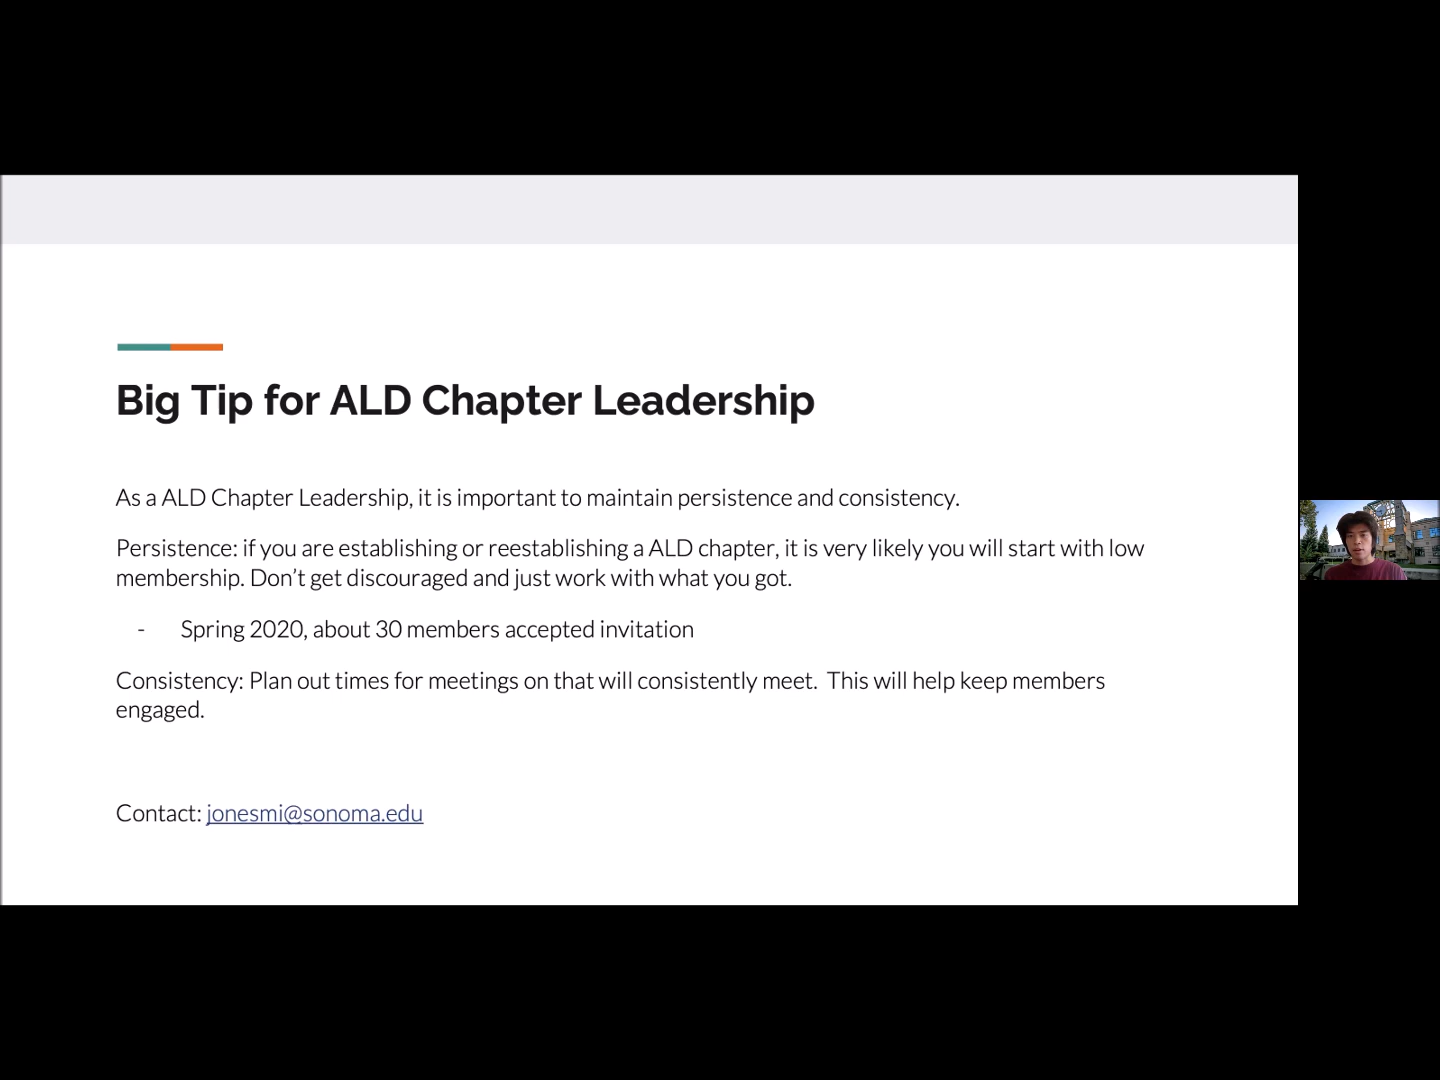 Big Tip for ALD Chapter Leadership
As a ALD Chapter Leadership, it is important to maintain persistence and consistency.
Persistence: if you are establishing or reestablishing a ALD chapter, it is very likely you will start with low
membership. Don’t get discouraged and just work with what you got.
- Spring 2020, about 30 members accepted invitation
Consistency: Plan out times for meetings on that will consistently meet.  This will help keep members
engaged.
Contact: jonesmi@sonoma.edu